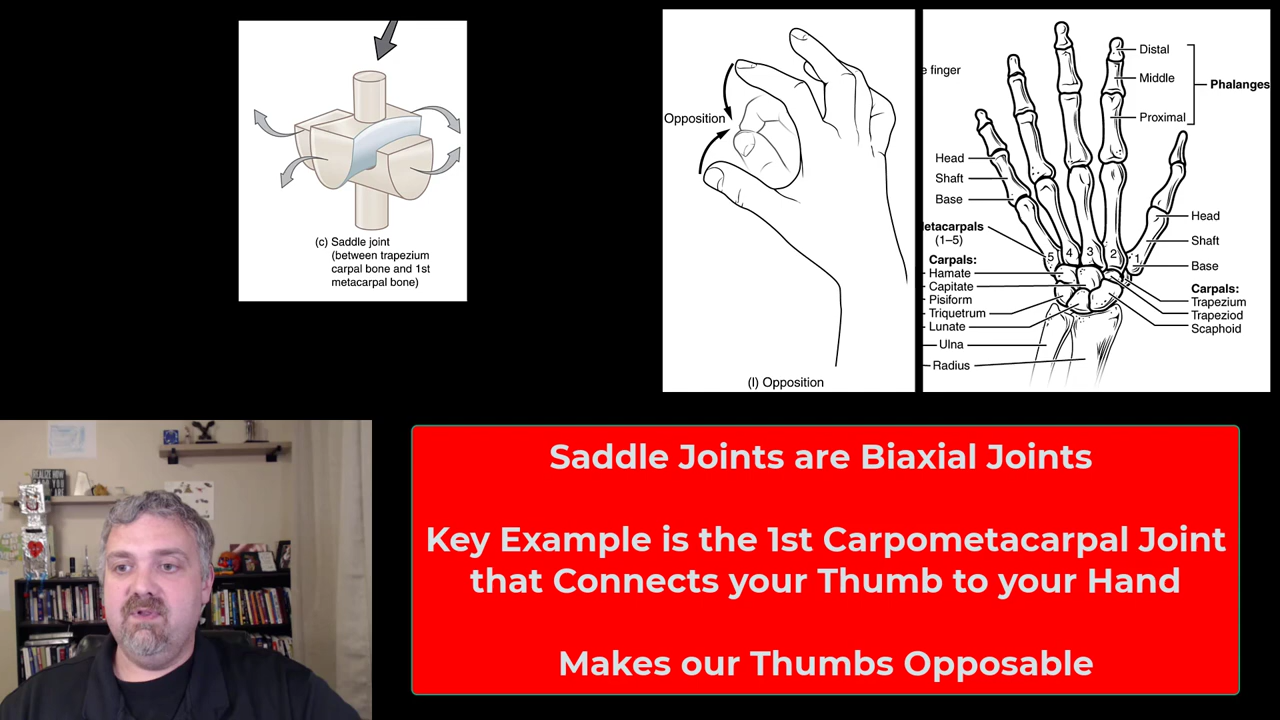 (c) Saddle joint
(between trapezium
carpal bone and 1st
metacarpal bone)
Opposition
(l) Opposition
e finger
Distal
Middle
Phalanges
Proximal
Head
Shaft
Base
etacarpals
(1–5)
5
4
3
2
1
Carpals:
Hamate
Capitate
Pisiform
Triquetrum
Lunate
Ulna
Radius
Head
Shaft
Base
Carpals:
Trapezium
Trapeziod
Scaphoid
REALIZE HOW
Saddle Joints are Biaxial Joints
Key Example is the 1st Carpometacarpal Joint
that Connects your Thumb to your Hand
Makes our Thumbs Opposable